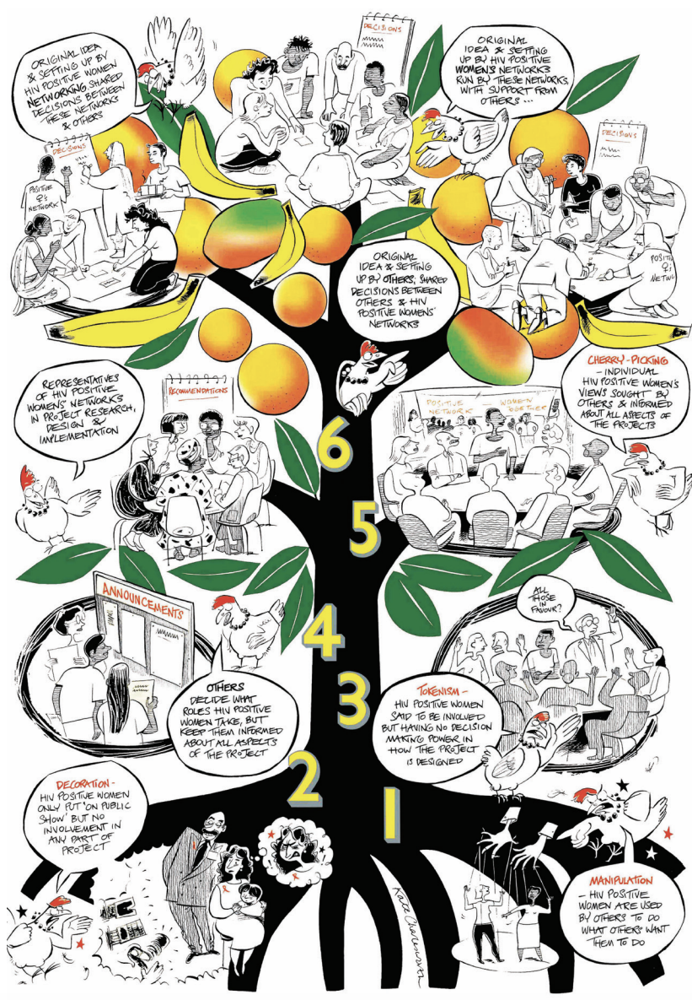 ORIGINAL IDEA
& SETTING UP BY
HIV POSITIVE WOMEN
NETWORKING, SHARED
DECISIONS BETWEEN
THESE NETWORKS
& OTHERS
DECISIONS
ORIGINAL
IDEA & SETTING
UP BY HIV POSITIVE
WOMEN'S NETWORKS
RUN BY THESE NETWORKS
WITH SUPPORT FROM
OTHERS ...
DECISIONS
POSITIVE
♀'s
NETWORK
DECISIONS
POSITI
♀'s
NETWO
ORIGINAL
IDEA & SETTING
UP BY OTHERS, SHARED
DECISIONS BETWEEN
OTHERS & HIV
POSITIVE WOMENS'
NETWORKS
REPRESENTATIVES
OF HIV POSITIVE
WOMEN'S NETWORKS
IN PROJECT RESEARCH,
DESIGN &
IMPLEMENTATION
RECOMMENDATIONS
POSITIVE WOMEN
NETWORK TOGETHER
CHERRY-PICKING
- INDIVIDUAL
HIV POSITIVE WOMEN'S
VIEWS SOUGHT BY
OTHERS & INFORMED
ABOUT ALL ASPECTS OF
THE PROJECTS
6
5
ANNOUNCEMENTS
OTHERS
DECIDE WHAT
ROLES HIV POSITIVE
WOMEN TAKE, BUT
KEEP THEM INFORMED
ABOUT ALL ASPECTS
OF THE PROJECT
4
3
ALL
THOSE
IN
FAVOUR?
TOKENISM -
HIV POSITIVE WOMEN
SAID TO BE INVOLVED
BUT HAVING NO DECISION
MAKING POWER IN
HOW THE PROJECT
IS DESIGNED
2
1
DECORATION -
HIV POSITIVE WOMEN
ONLY PUT 'ON PUBLIC
SHOW' BUT NO
INVOLVEMENT IN
ANY PART OF
PROJECT
MANIPULATION
- HIV POSITIVE
WOMEN ARE USED
BY OTHERS TO DO
WHAT OTHERS WANT
THEM TO DO
Kate Charlesworth